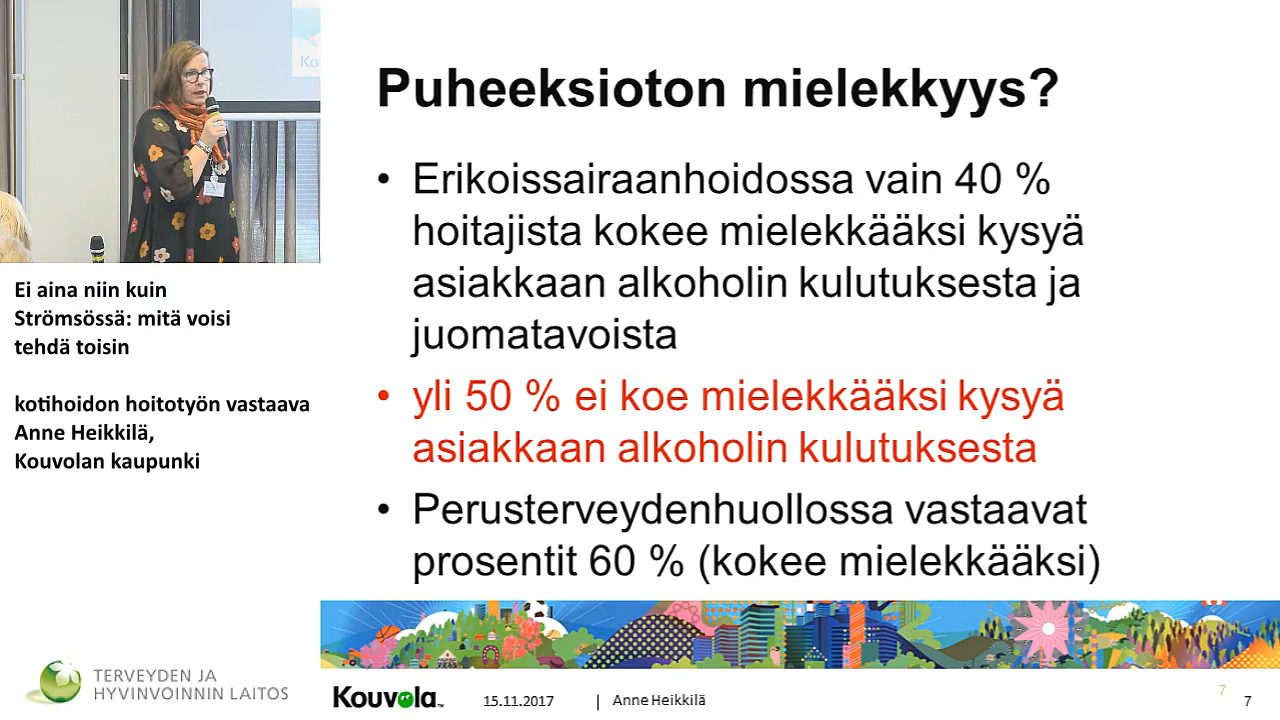 Ko
Ei aina niin kuin
Strömsössä: mitä voisi
tehdä toisin
kotihoidon hoitotyön vastaava
Anne Heikkilä,
Kouvolan kaupunki
TERVEYDEN JA
HYVINVOINNIN LAITOS
Puheeksioton mielekkyys?
• Erikoissairaanhoidossa vain 40 %
hoitajista kokee mielekkääksi kysyä
asiakkaan alkoholin kulutuksesta ja
juomatavoista
• yli 50 % ei koe mielekkääksi kysyä
asiakkaan alkoholin kulutuksesta
• Perusterveydenhuollossa vastaavat
prosentit 60 % (kokee mielekkääksi)
Kouvola™
15.11.2017 | Anne Heikkilä
7
7